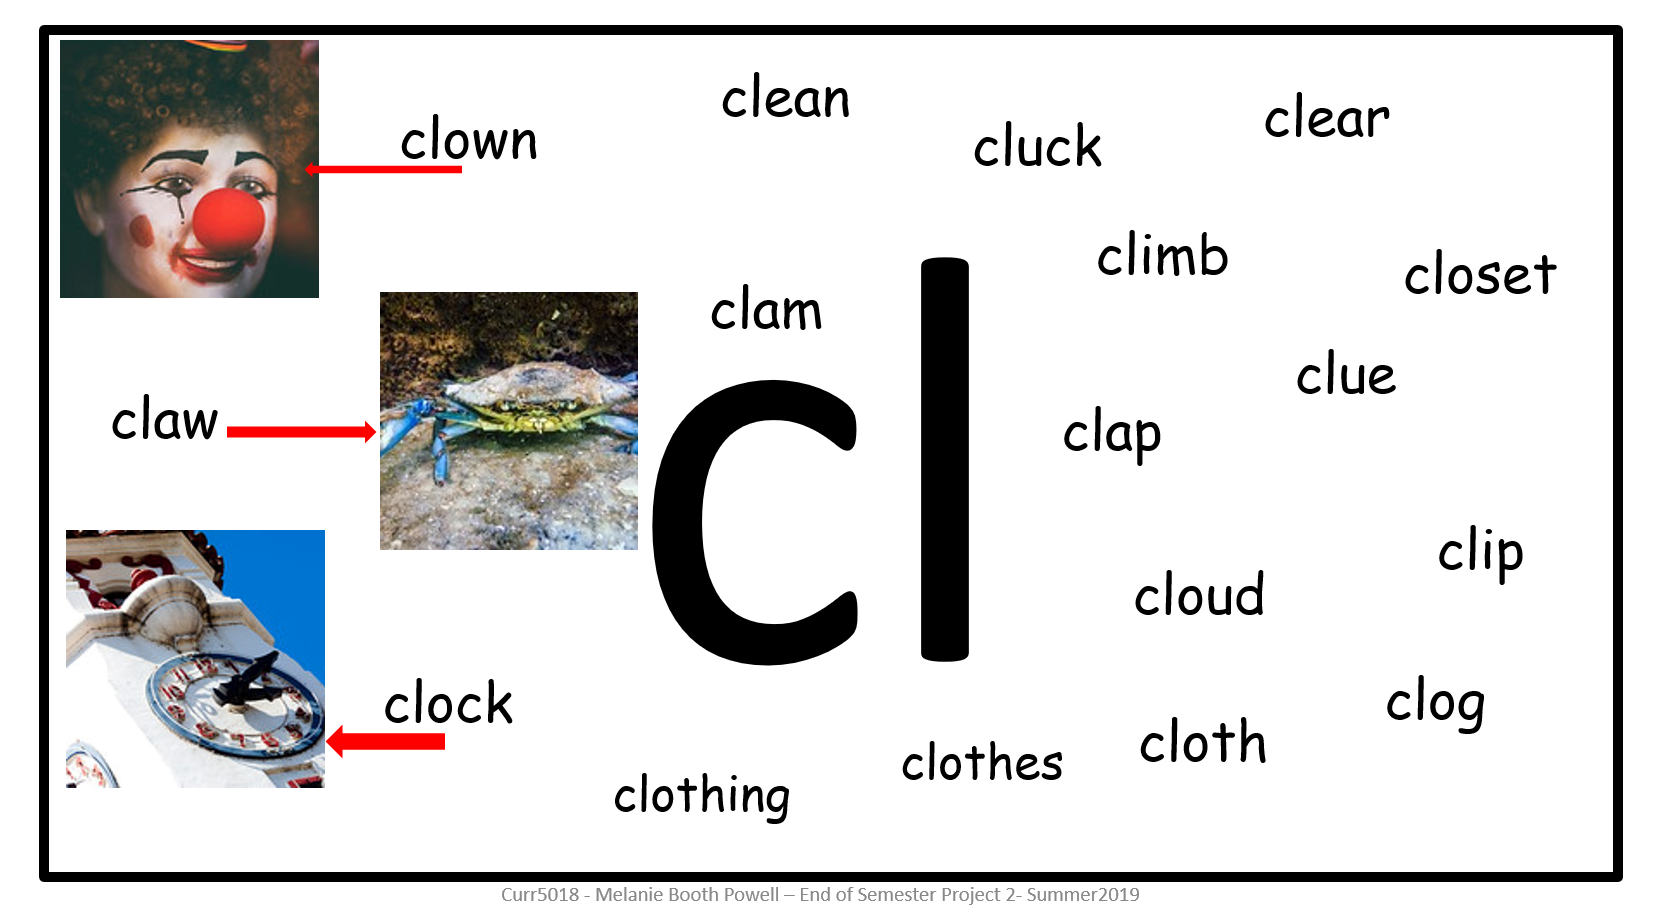 clean
clear
clown
cluck
climb
closet
clam
cl
clue
claw
clap
clip
cloud
clock
clog
cloth
clothes
clothing
Curr5018 - Melanie Booth Powell – End of Semester Project 2- Summer2019